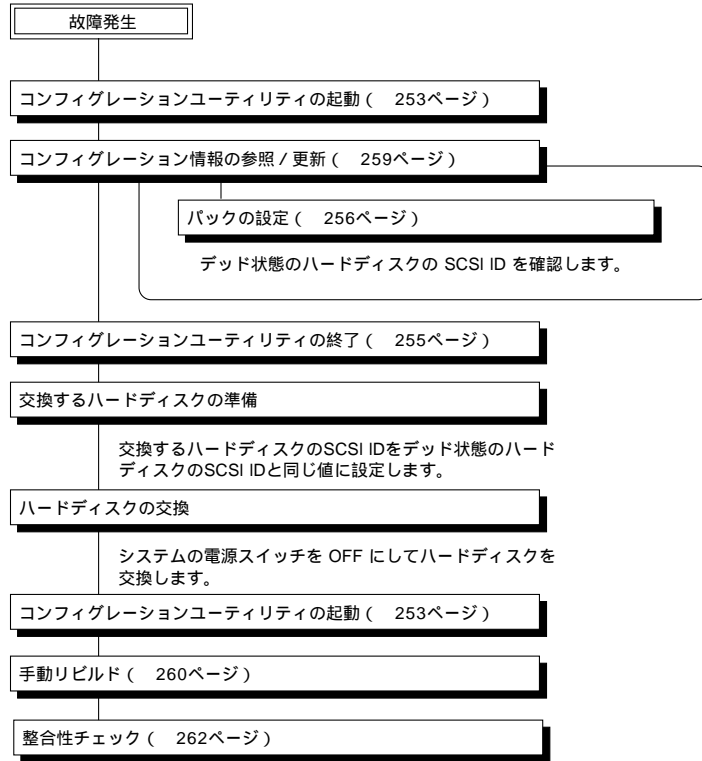 故障発生
コンフィグレーションユーティリティの起動（　253ページ）
コンフィグレーション情報の参照／更新（　259ページ）
パックの設定（　256ページ）
デッド状態のハードディスクの SCSI ID を確認します。
コンフィグレーションユーティリティの終了（　255ページ）
交換するハードディスクの準備
交換するハードディスクのSCSI IDをデッド状態のハード
ディスクのSCSI IDと同じ値に設定します。
ハードディスクの交換
システムの電源スイッチを OFF にしてハードディスクを
交換します。
コンフィグレーションユーティリティの起動（　253ページ）
手動リビルド（　260ページ）
整合性チェック（　262ページ）